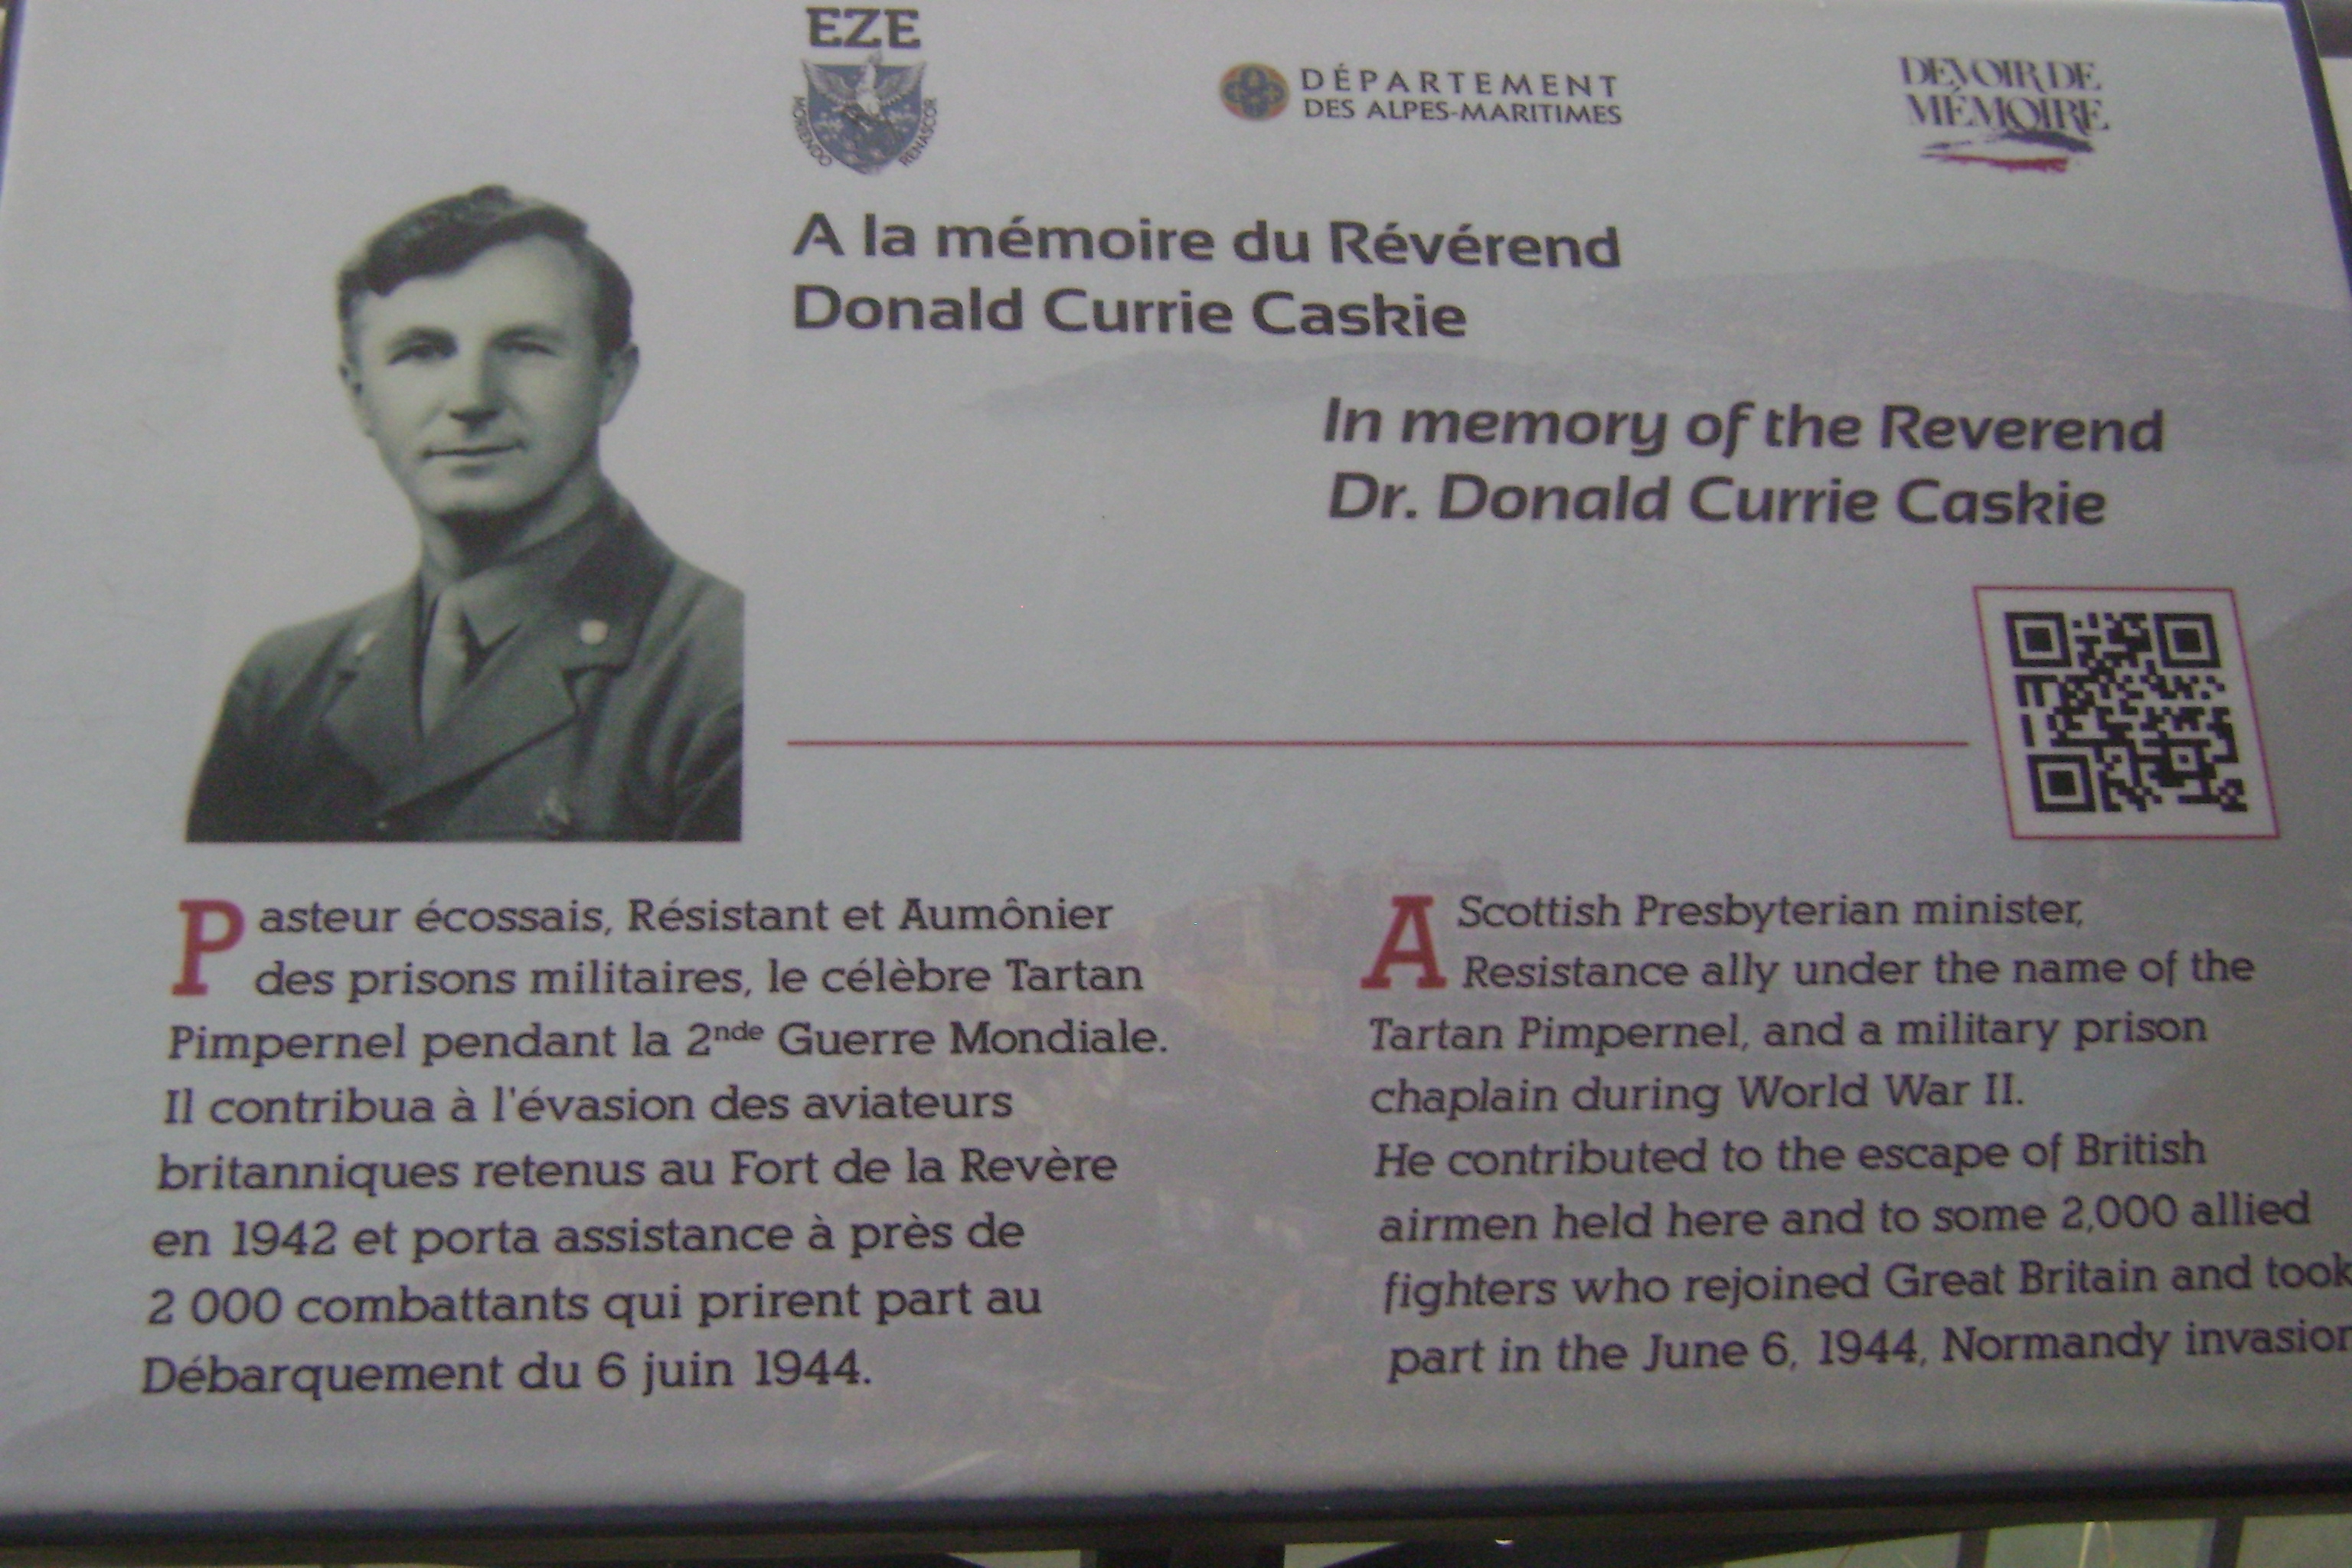 EZE
MORIENDO RENASCOR
DÉPARTEMENT
DES ALPES-MARITIMES
DEVOIR DE
MÉMOIRE
A la mémoire du Révérend
Donald Currie Caskie
In memory of the Reverend
Dr. Donald Currie Caskie
Pasteur écossais, Résistant et Aumônier
des prisons militaires, le célèbre Tartan
Pimpernel pendant la 2nde Guerre Mondiale.
Il contribua à l'évasion des aviateurs
britanniques retenus au Fort de la Revère
en 1942 et porta assistance à près de
2 000 combattants qui prirent part au
Débarquement du 6 juin 1944.
A Scottish Presbyterian minister,
Resistance ally under the name of the
Tartan Pimpernel, and a military prison
chaplain during World War II.
He contributed to the escape of British
airmen held here and to some 2,000 allied
fighters who rejoined Great Britain and took
part in the June 6, 1944, Normandy invasion